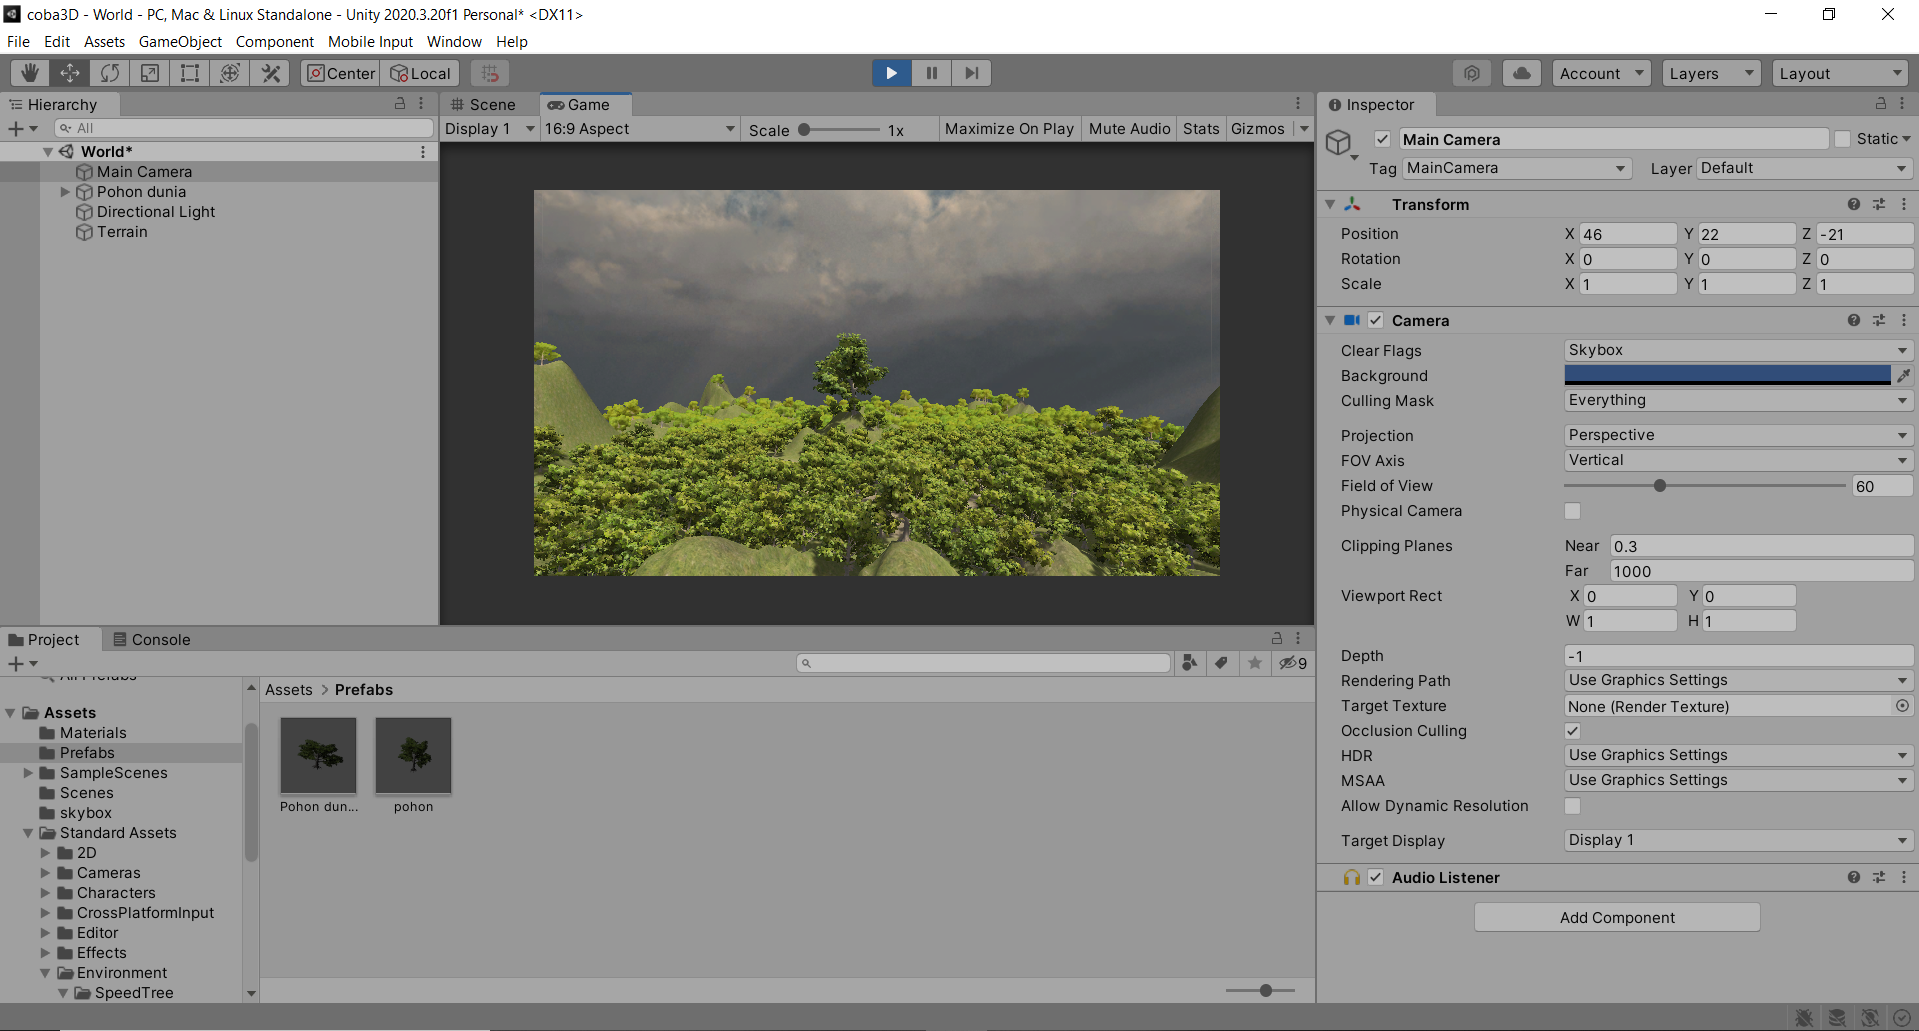 coba3D - World - PC, Mac & Linux Standalone - Unity 2020.3.20f1 Personal* <DX11>
File Edit Assets GameObject Component Mobile Input Window Help
Center Local Account Layers Layout
Hierarchy
All
World*
Main Camera
Pohon dunia
Directional Light
Terrain
Scene Game
Display 1 16:9 Aspect Scale 1x Maximize On Play Mute Audio Stats Gizmos
Inspector
Main Camera Static
Tag MainCamera Layer Default
Transform
Position X 46 Y 22 Z -21
Rotation X 0 Y 0 Z 0
Scale X 1 Y 1 Z 1
Camera
Clear Flags Skybox
Background
Culling Mask Everything
Projection Perspective
FOV Axis Vertical
Field of View 60
Physical Camera
Clipping Planes Near 0.3
Far 1000
Viewport Rect X 0 Y 0
W 1 H 1
Depth -1
Rendering Path Use Graphics Settings
Target Texture None (Render Texture)
Occlusion Culling
HDR Use Graphics Settings
MSAA Use Graphics Settings
Allow Dynamic Resolution
Target Display Display 1
Audio Listener
Add Component
Project Console
9
All Prefabs
Assets
Materials
Prefabs
SampleScenes
Scenes
skybox
Standard Assets
2D
Cameras
Characters
CrossPlatformInput
Editor
Effects
Environment
SpeedTree
Assets > Prefabs
Pohon dun... pohon